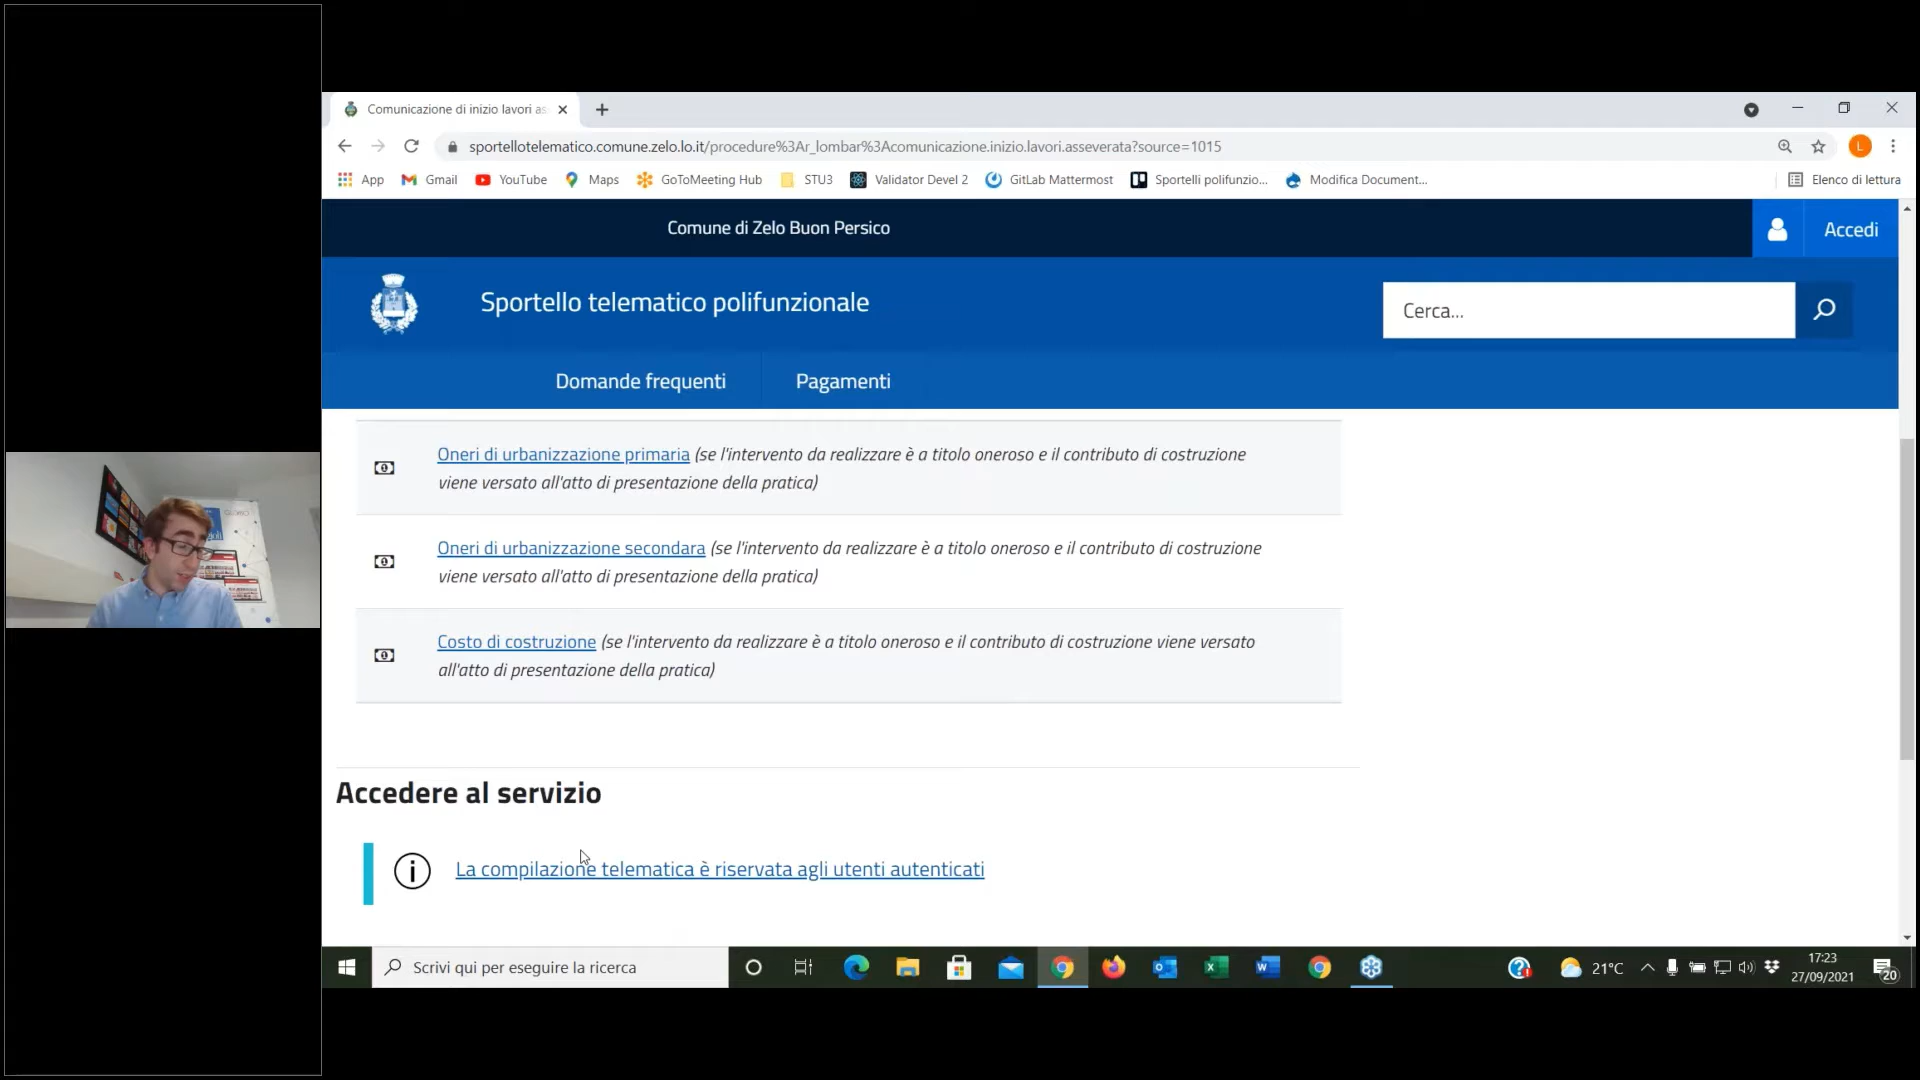 Comunicazione di inizio lavori as
sportellotelematico.comune.zelo.lo.it/procedure%3Ar_lombar%3Acomunicazione.inizio.lavori.asseverata?source=1015
L
App
Gmail
YouTube
Maps
GoToMeeting Hub
STU3
Validator Devel 2
GitLab Mattermost
Sportelli polifunzio...
Modifica Document...
Elenco di lettura
Comune di Zelo Buon Persico
Accedi
Sportello telematico polifunzionale
Cerca...
Domande frequenti
Pagamenti
Oneri di urbanizzazione primaria (se l'intervento da realizzare è a titolo oneroso e il contributo di costruzione
viene versato all'atto di presentazione della pratica)
Oneri di urbanizzazione secondara (se l'intervento da realizzare è a titolo oneroso e il contributo di costruzione
viene versato all'atto di presentazione della pratica)
Costo di costruzione (se l'intervento da realizzare è a titolo oneroso e il contributo di costruzione viene versato
all'atto di presentazione della pratica)
Accedere al servizio
La compilazione telematica è riservata agli utenti autenticati
Scrivi qui per eseguire la ricerca
21°C
17:23
27/09/2021
20